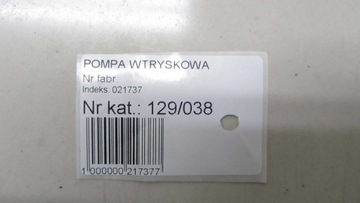 POMPA WTRYSKOWA
Nr fabr
Indeks: 021737
Nr kat.: 129/038
1 000000 217377